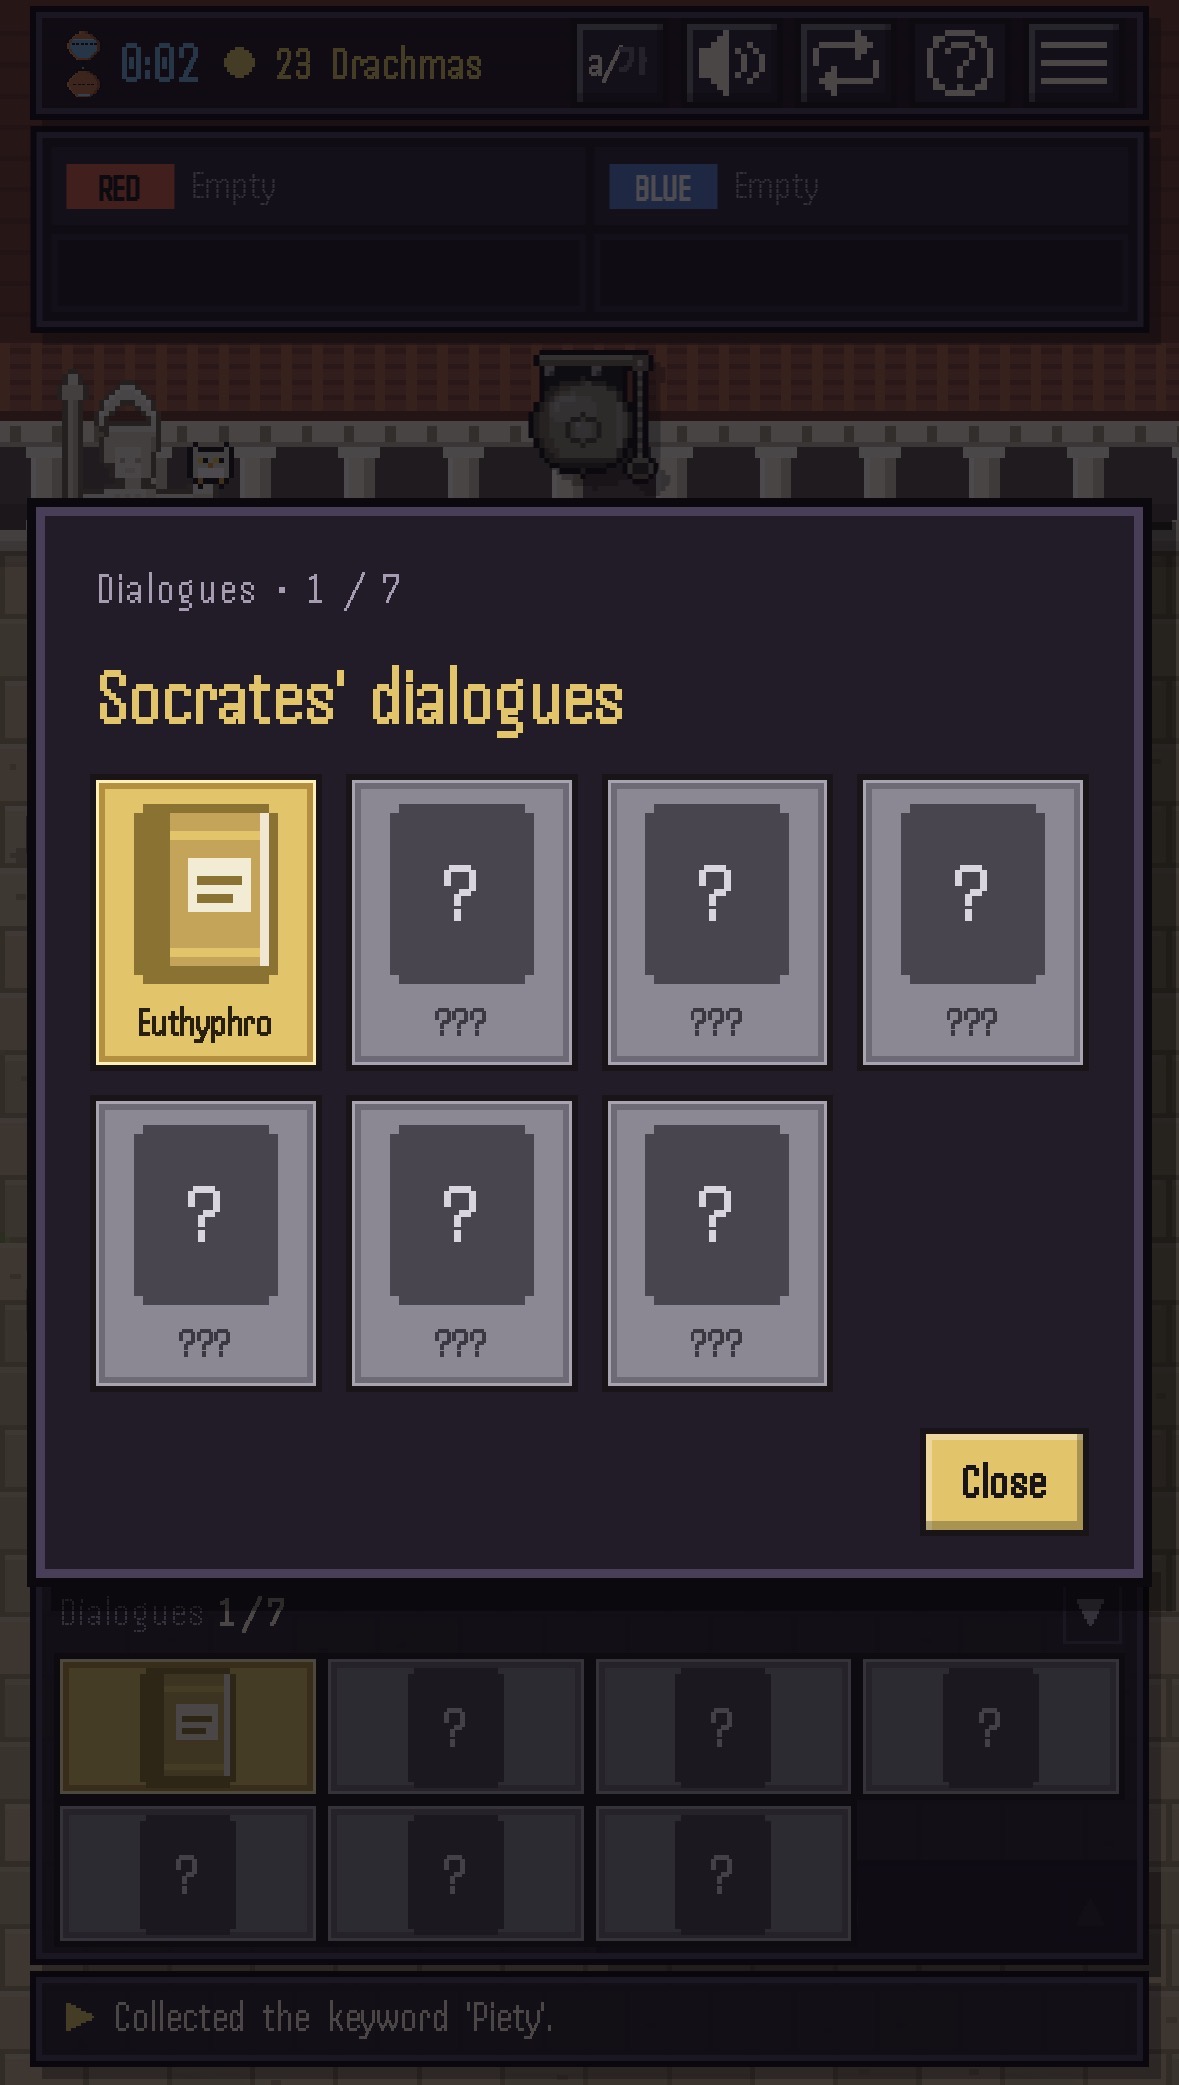 0:02 23 Drachmas a/가
RED Empty BLUE Empty
Dialogues · 1 / 7
Socrates' dialogues
? ? ?
Euthyphro ??? ??? ???
? ? ?
??? ??? ???
Close
Dialogues 1/7
? ? ?
? ? ?
Collected the keyword 'Piety'.